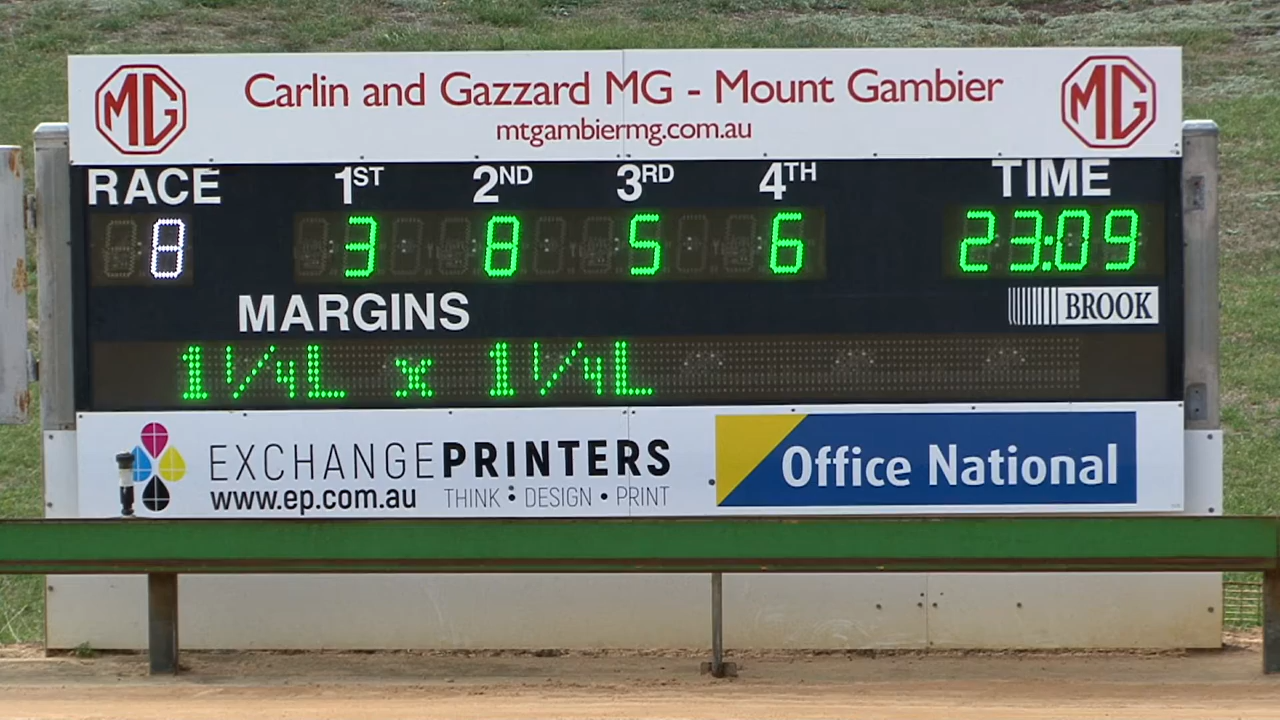 MG Carlin and Gazzard MG - Mount Gambier MG
mtgambiermg.com.au
RACE 1ST 2ND 3RD 4TH TIME
8 3 8 5 6 23:09
MARGINS BROOK
1¼L x 1¼L
EXCHANGEPRINTERS
www.ep.com.au THINK • DESIGN • PRINT
Office National